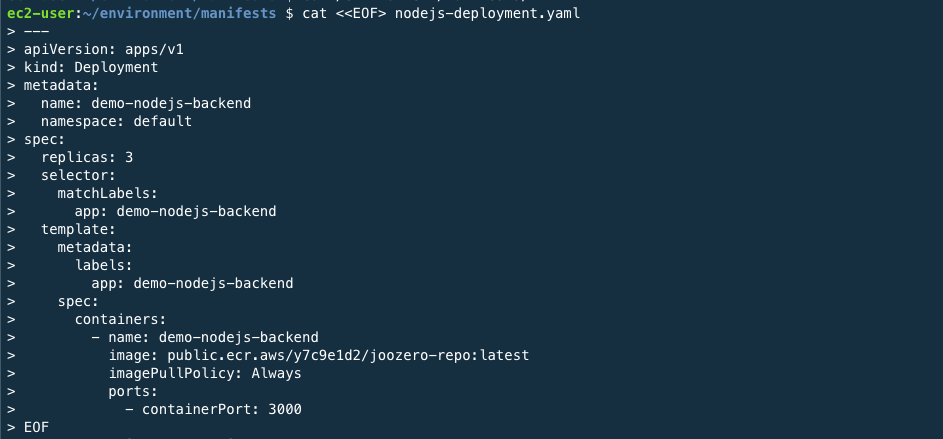 ec2-user:~/environment/manifests $ cat <<EOF> nodejs-deployment.yaml
> ---
> apiVersion: apps/v1
> kind: Deployment
> metadata:
>   name: demo-nodejs-backend
>   namespace: default
> spec:
>   replicas: 3
>   selector:
>     matchLabels:
>       app: demo-nodejs-backend
>   template:
>     metadata:
>       labels:
>         app: demo-nodejs-backend
>     spec:
>       containers:
>         - name: demo-nodejs-backend
>           image: public.ecr.aws/y7c9e1d2/joozero-repo:latest
>           imagePullPolicy: Always
>           ports:
>             - containerPort: 3000
> EOF